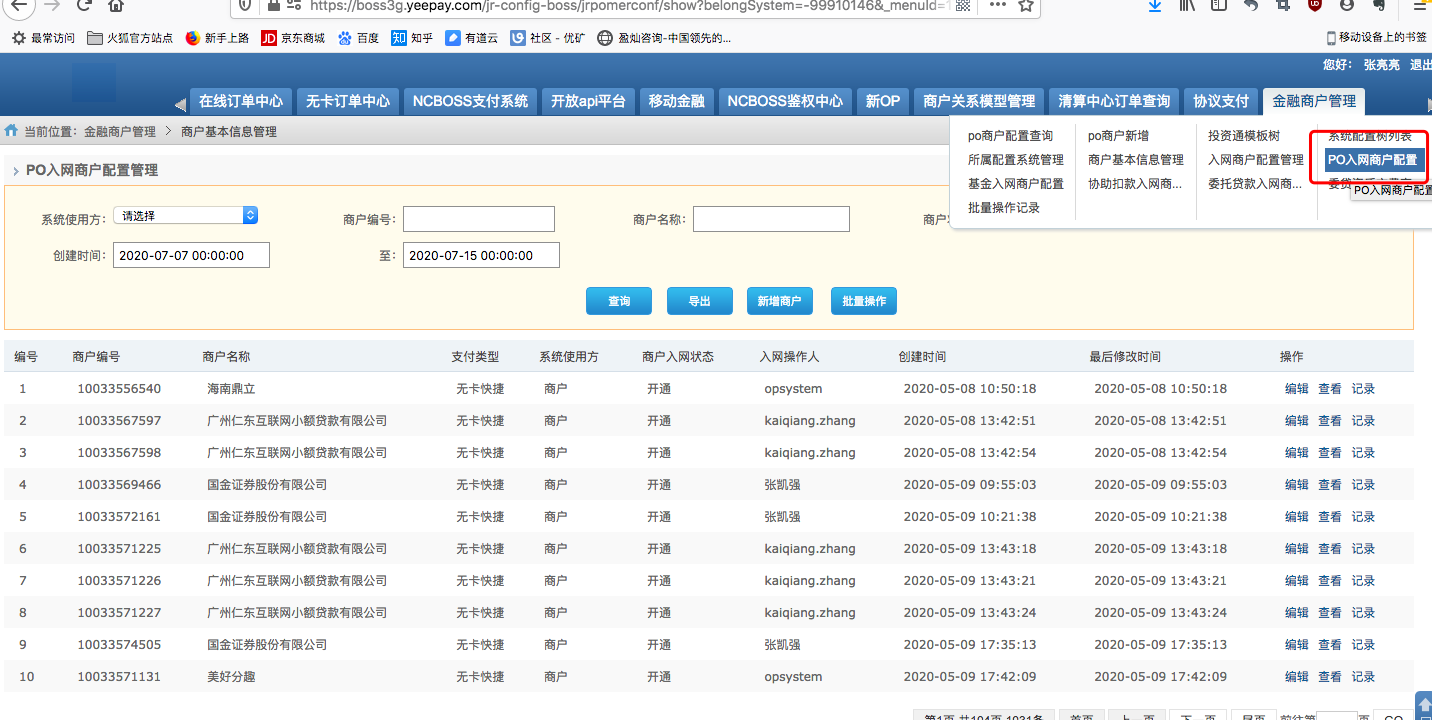 https://boss3g.yeepay.com/jr-config-boss/jrpomerconf/show?belongSystem=-99910146&_menuId=
最常访问 火狐官方站点 新手上路 JD 京东商城 百度 知 知乎 有道云 社区 - 优矿 盈灿咨询-中国领先的... 移动设备上的书签
您好： 张亮亮 退出
在线订单中心 无卡订单中心 NCBOSS支付系统 开放api平台 移动金融 NCBOSS鉴权中心 新OP 商户关系模型管理 清算中心订单查询 协议支付 金融商户管理
当前位置: 金融商户管理 > 商户基本信息管理
po商户配置查询 po商户新增 投资通模板树 系统配置树列表
所属配置系统管理 商户基本信息管理 入网商户配置管理 PO入网商户配置
基金入网商户配置 协助扣款入网商... 委托贷款入网商...
PO入网商户配置
批量操作记录
PO入网商户配置管理
系统使用方: 请选择 商户编号: 商户名称:
创建时间: 2020-07-07 00:00:00 至: 2020-07-15 00:00:00
查询 导出 新增商户 批量操作
编号 商户编号 商户名称 支付类型 系统使用方 商户入网状态 入网操作人 创建时间 最后修改时间 操作
1 10033556540 海南鼎立 无卡快捷 商户 开通 opsystem 2020-05-08 10:50:18 2020-05-08 10:50:18 编辑 查看 记录
2 10033567597 广州仁东互联网小额贷款有限公司 无卡快捷 商户 开通 kaiqiang.zhang 2020-05-08 13:42:51 2020-05-08 13:42:51 编辑 查看 记录
3 10033567598 广州仁东互联网小额贷款有限公司 无卡快捷 商户 开通 kaiqiang.zhang 2020-05-08 13:42:54 2020-05-08 13:42:54 编辑 查看 记录
4 10033569466 国金证券股份有限公司 无卡快捷 商户 开通 张凯强 2020-05-09 09:55:03 2020-05-09 09:55:03 编辑 查看 记录
5 10033572161 国金证券股份有限公司 无卡快捷 商户 开通 张凯强 2020-05-09 10:21:38 2020-05-09 10:21:38 编辑 查看 记录
6 10033571225 广州仁东互联网小额贷款有限公司 无卡快捷 商户 开通 kaiqiang.zhang 2020-05-09 13:43:18 2020-05-09 13:43:18 编辑 查看 记录
7 10033571226 广州仁东互联网小额贷款有限公司 无卡快捷 商户 开通 kaiqiang.zhang 2020-05-09 13:43:21 2020-05-09 13:43:21 编辑 查看 记录
8 10033571227 广州仁东互联网小额贷款有限公司 无卡快捷 商户 开通 kaiqiang.zhang 2020-05-09 13:43:24 2020-05-09 13:43:24 编辑 查看 记录
9 10033574505 国金证券股份有限公司 无卡快捷 商户 开通 张凯强 2020-05-09 17:35:13 2020-05-09 17:35:13 编辑 查看 记录
10 10033571131 美好分趣 无卡快捷 商户 开通 opsystem 2020-05-09 17:42:09 2020-05-09 17:42:09 编辑 查看 记录
第1页 共104页 1031条 首页 上一页 下一页 尾页 前往第 页 GO